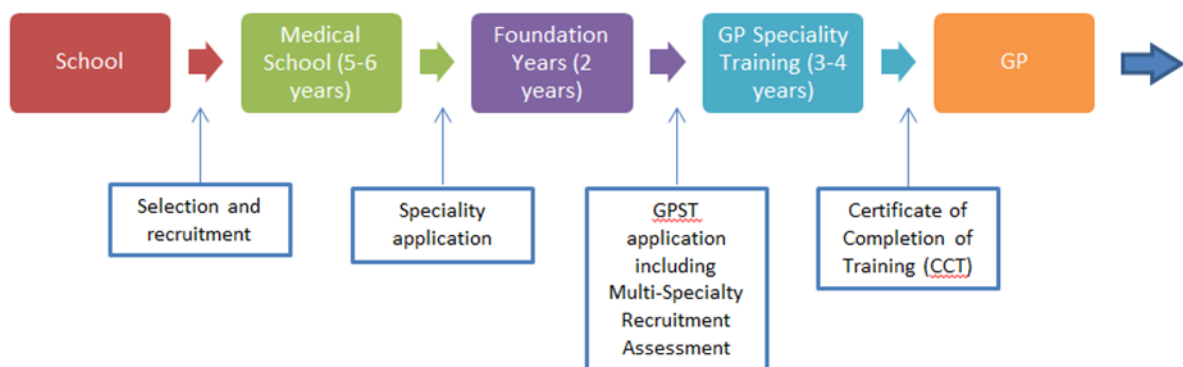 School
Medical
School (5-6
years)
Foundation
Years (2
years)
GP Speciality
Training (3-4
years)
GP
Selection and
recruitment
Speciality
application
GPST
application
including
Multi-Specialty
Recruitment
Assessment
Certificate of
Completion of
Training (CCT)